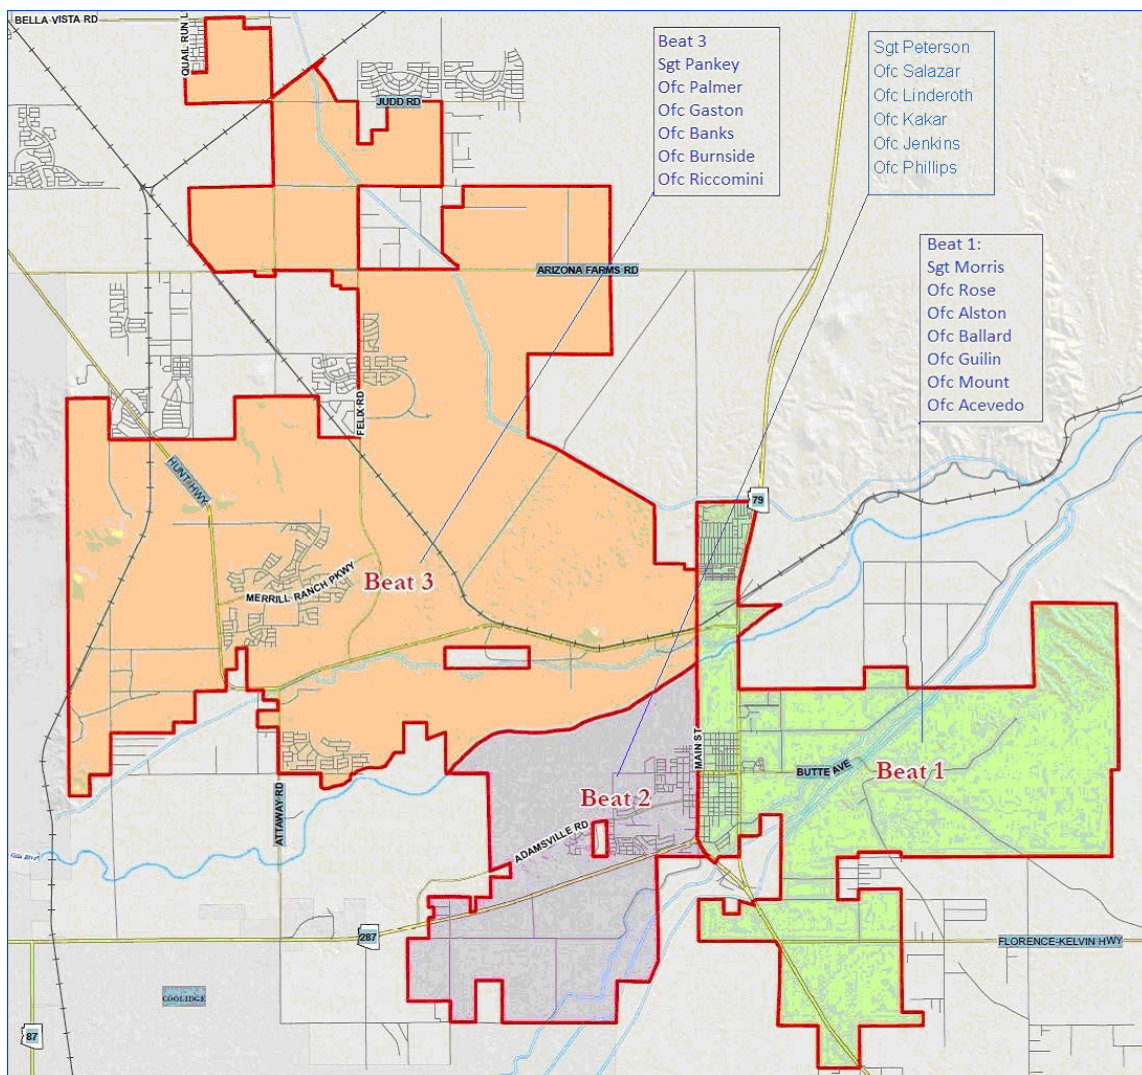 BELLA VISTA RD
QUAIL RUN L
Beat 3
Sgt Pankey
Ofc Palmer
Ofc Gaston
Ofc Banks
Ofc Burnside
Ofc Riccomini
Sgt Peterson
Ofc Salazar
Ofc Linderoth
Ofc Kakar
Ofc Jenkins
Ofc Phillips
JUDD RD
Beat 1:
Sgt Morris
Ofc Rose
Ofc Alston
Ofc Ballard
Ofc Guilin
Ofc Mount
Ofc Acevedo
ARIZONA FARMS RD
FELIX RD
HUNT HWY
79
MERRILL RANCH PKWY
Beat 3
MAIN ST
BUTTE AVE
Beat 1
Beat 2
ADAMSVILLE RD
ATTAWAY RD
287
FLORENCE-KELVIN HWY
COOLIDGE
87